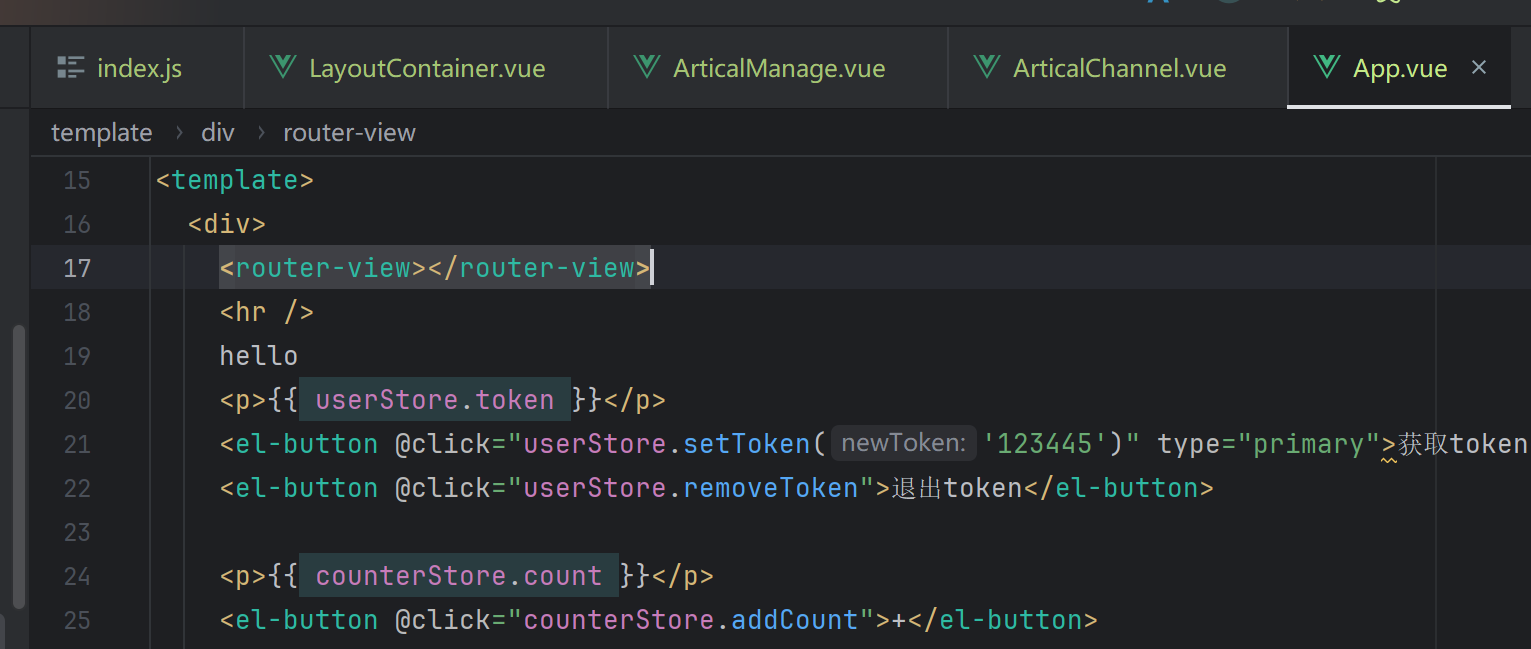 index.js LayoutContainer.vue ArticalManage.vue ArticalChannel.vue App.vue ×
template › div › router-view
15 <template>
16 <div>
17 <router-view></router-view>
18 <hr />
19 hello
20 <p>{{ userStore.token }}</p>
21 <el-button @click="userStore.setToken( newToken: '123445')" type="primary">获取token
22 <el-button @click="userStore.removeToken">退出token</el-button>
23
24 <p>{{ counterStore.count }}</p>
25 <el-button @click="counterStore.addCount">+</el-button>